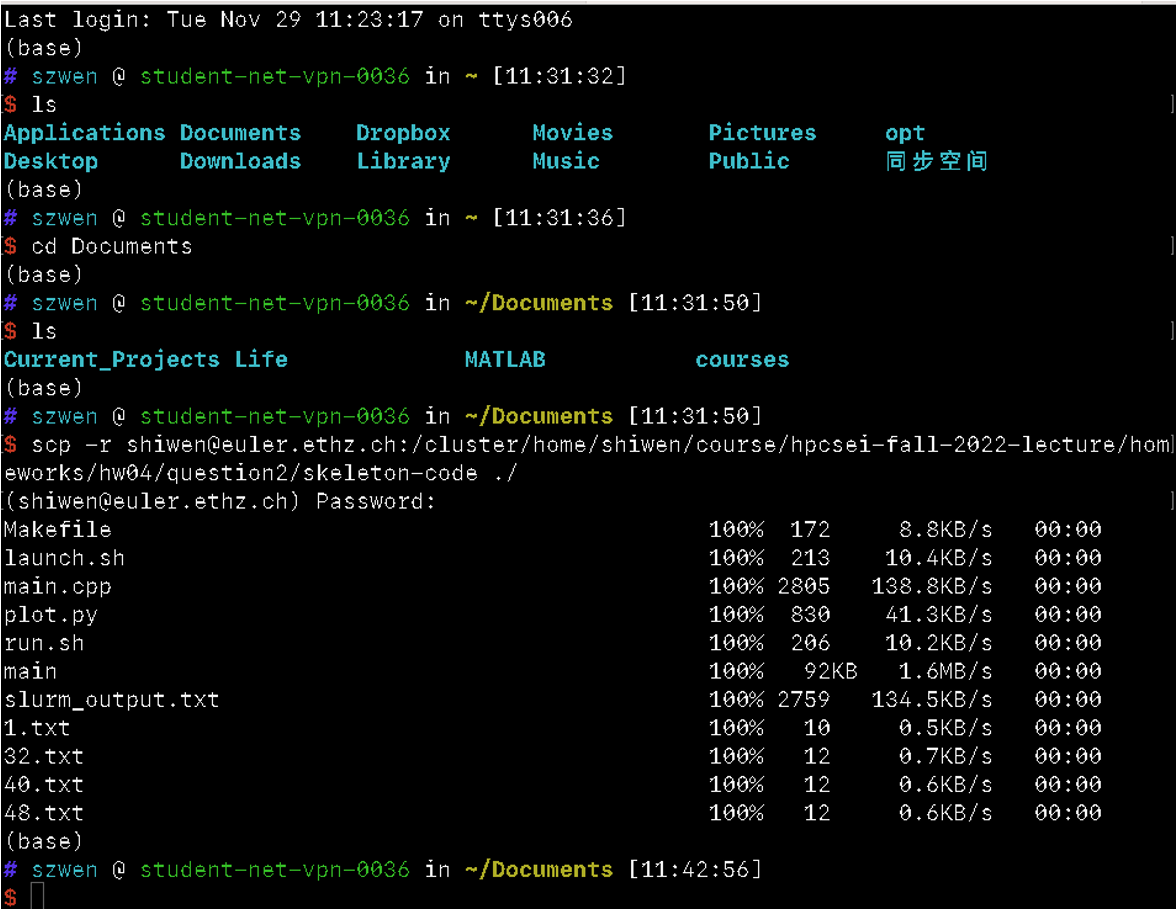 Last login: Tue Nov 29 11:23:17 on ttys006
(base)
# szwen @ student-net-vpn-0036 in ~ [11:31:32]
$ ls
Applications Documents Dropbox Movies Pictures opt
Desktop Downloads Library Music Public 同步空间
(base)
# szwen @ student-net-vpn-0036 in ~ [11:31:36]
$ cd Documents
(base)
# szwen @ student-net-vpn-0036 in ~/Documents [11:31:50]
$ ls
Current_Projects Life MATLAB courses
(base)
# szwen @ student-net-vpn-0036 in ~/Documents [11:31:50]
$ scp -r shiwen@euler.ethz.ch:/cluster/home/shiwen/course/hpcsei-fall-2022-lecture/hom
eworks/hw04/question2/skeleton-code ./
(shiwen@euler.ethz.ch) Password:
Makefile 100% 172 8.8KB/s 00:00
launch.sh 100% 213 10.4KB/s 00:00
main.cpp 100% 2805 138.8KB/s 00:00
plot.py 100% 830 41.3KB/s 00:00
run.sh 100% 206 10.2KB/s 00:00
main 100% 92KB 1.6MB/s 00:00
slurm_output.txt 100% 2759 134.5KB/s 00:00
1.txt 100% 10 0.5KB/s 00:00
32.txt 100% 12 0.7KB/s 00:00
40.txt 100% 12 0.6KB/s 00:00
48.txt 100% 12 0.6KB/s 00:00
(base)
# szwen @ student-net-vpn-0036 in ~/Documents [11:42:56]
$